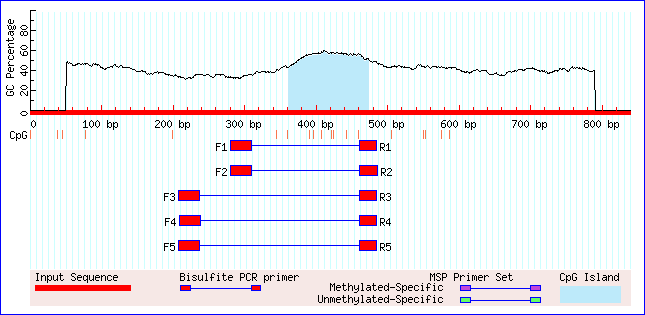 GC Percentage
0 20 40 60 80
0 100 bp 200 bp 300 bp 400 bp 500 bp 600 bp 700 bp 800 bp
CpG
F1 R1
F2 R2
F3 R3
F4 R4
F5 R5
Input Sequence Bisulfite PCR primer MSP Primer Set CpG Island
Methylated-Specific
Unmethylated-Specific